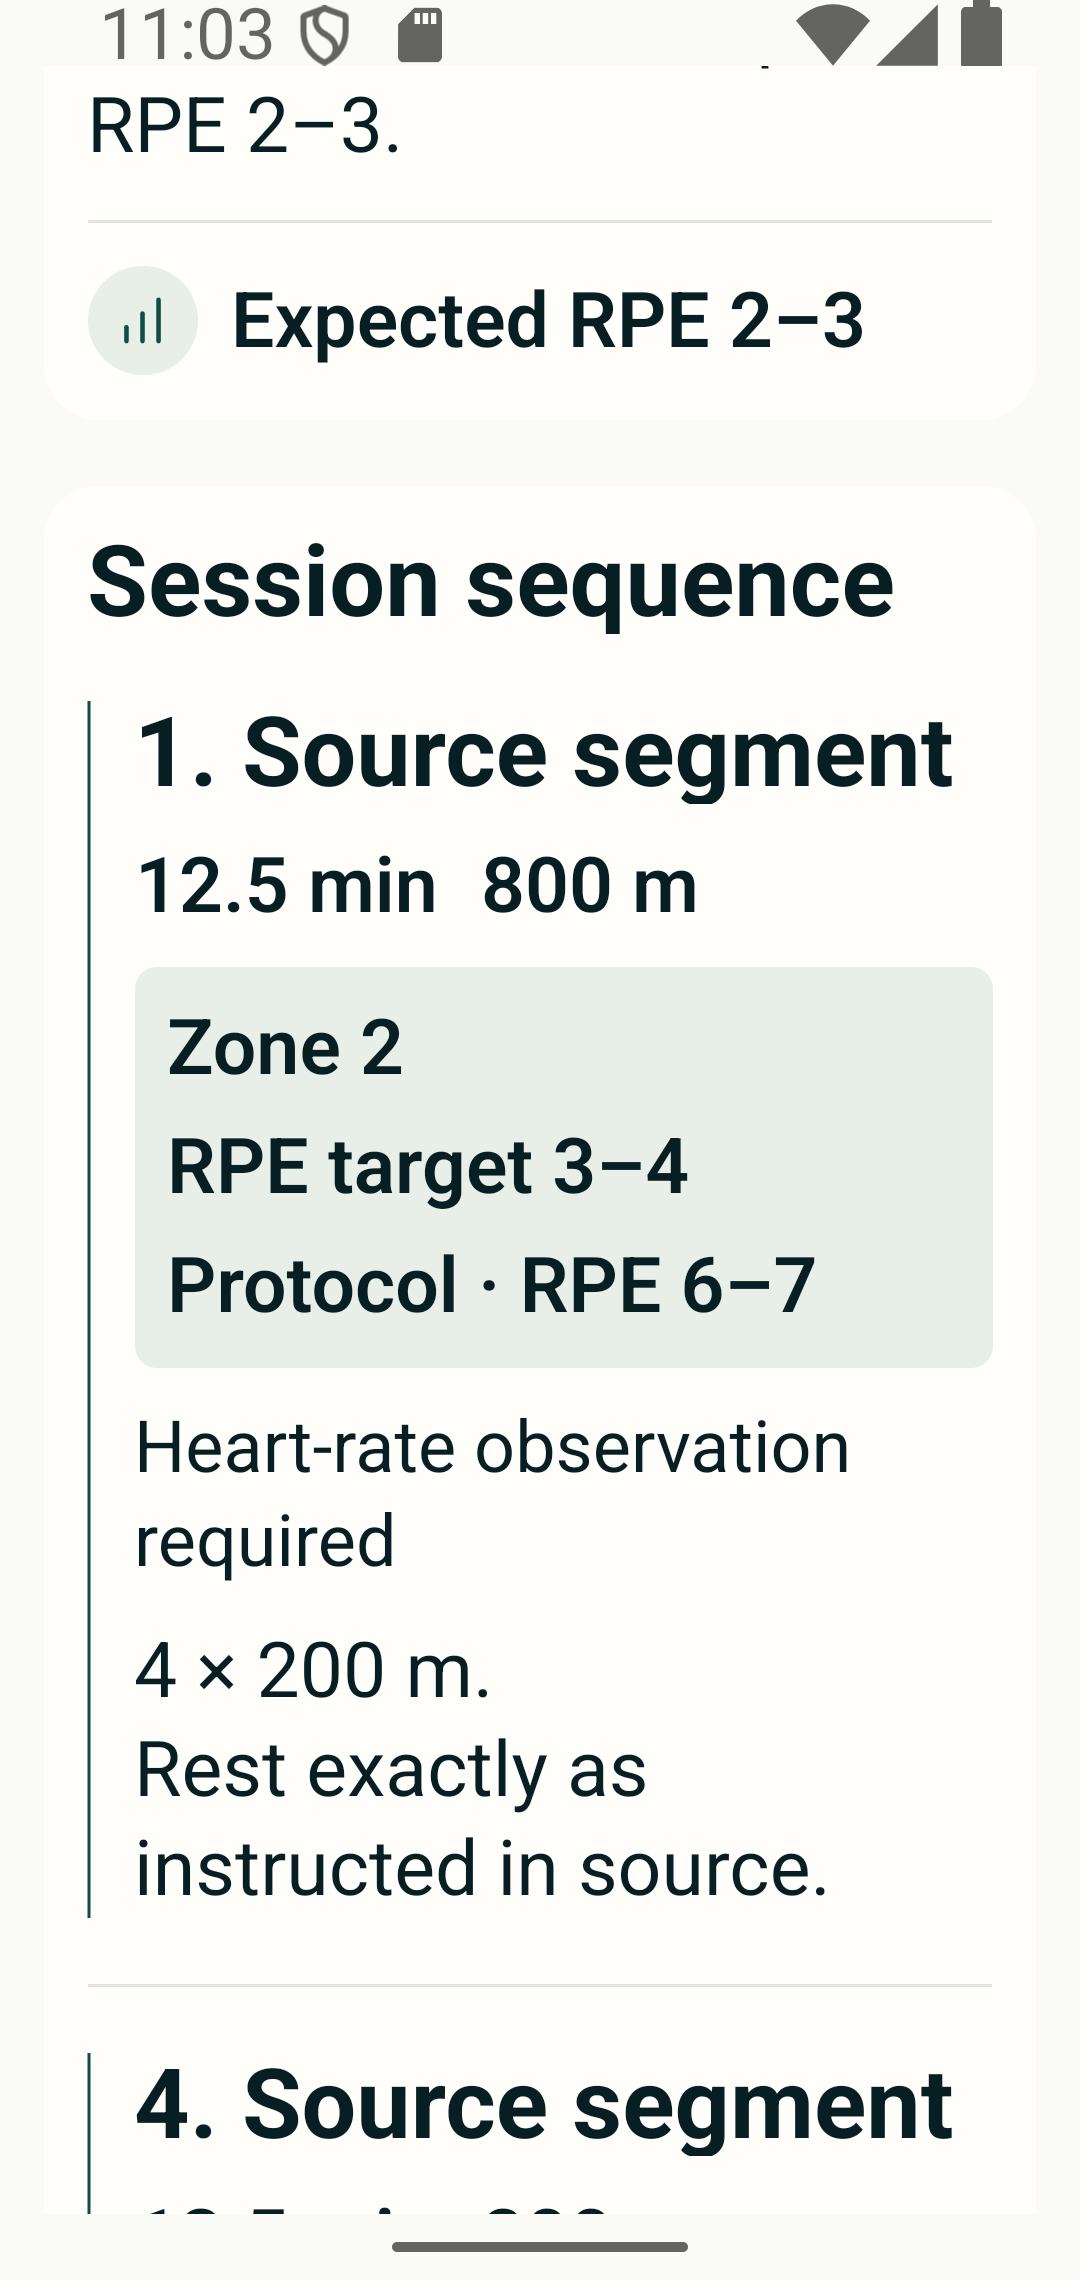 11:03
RPE 2–3.
Expected RPE 2–3
Session sequence
1. Source segment
12.5 min 800 m
Zone 2
RPE target 3–4
Protocol · RPE 6–7
Heart-rate observation
required
4 × 200 m.
Rest exactly as
instructed in source.
4. Source segment